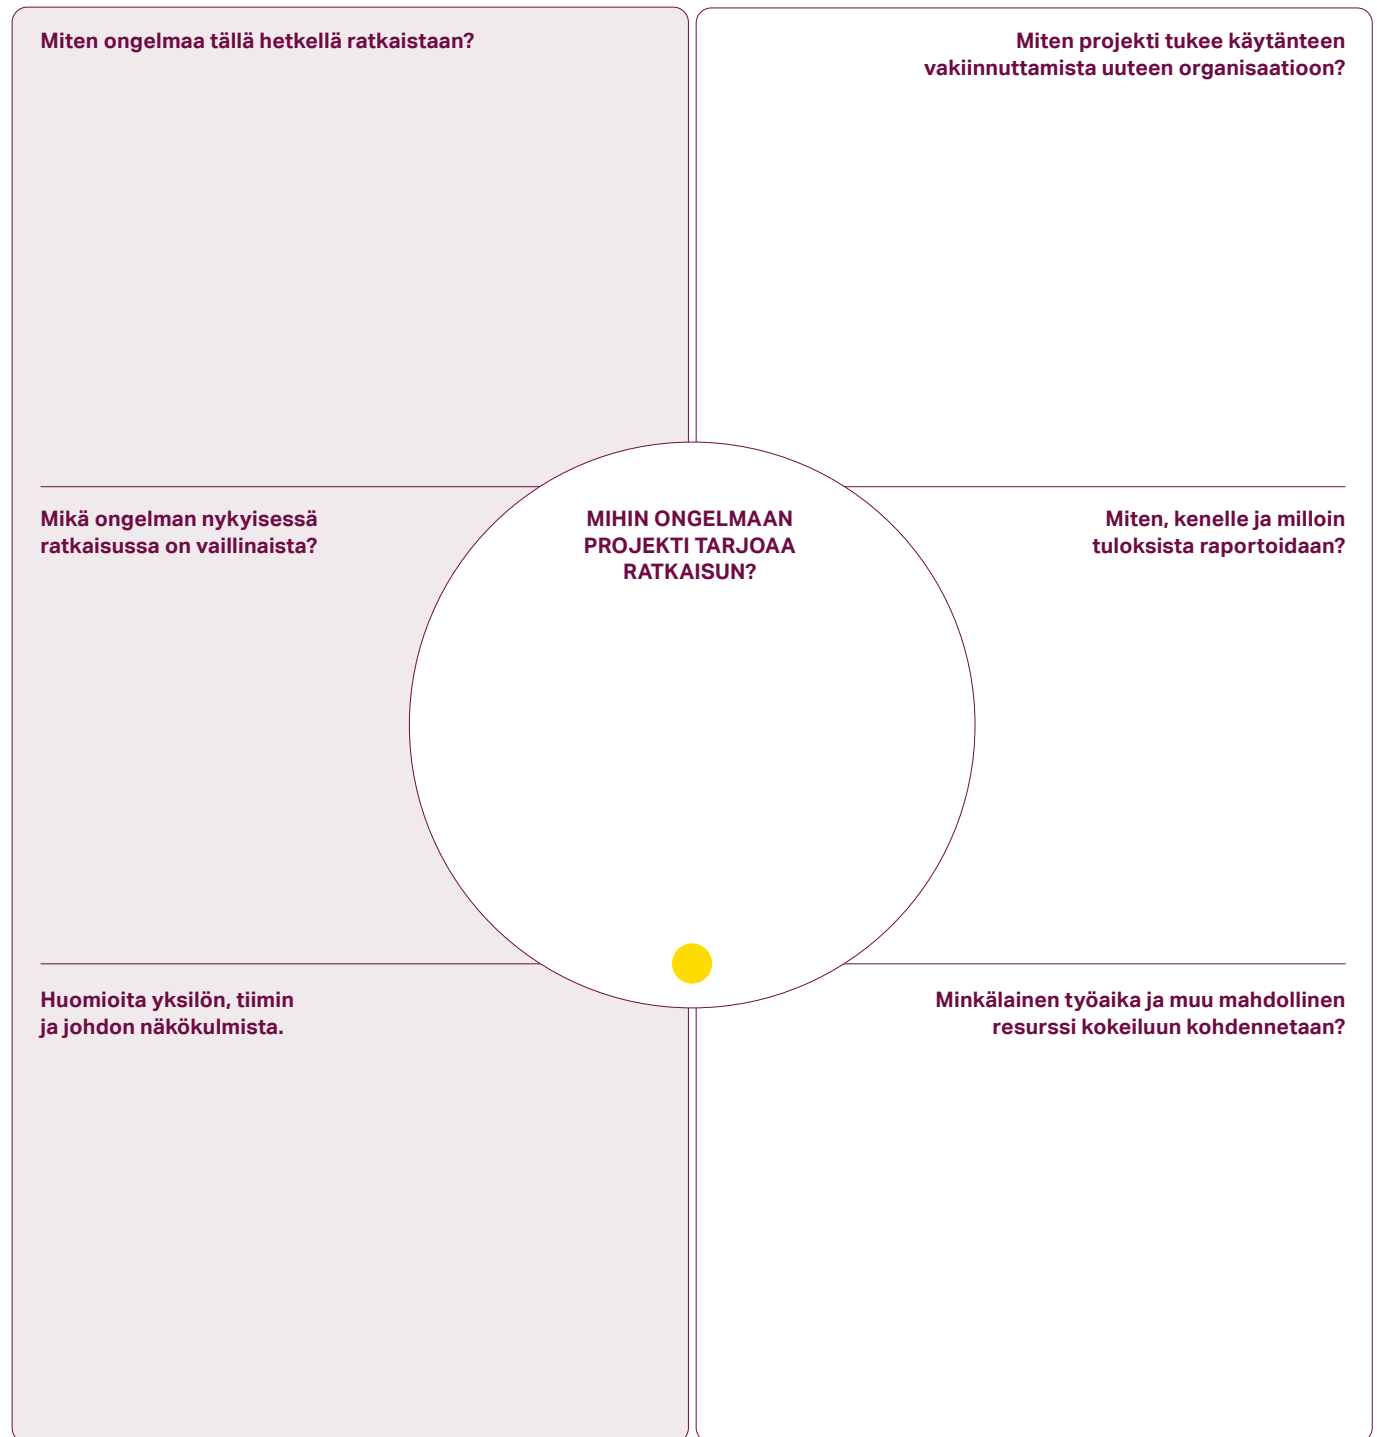 Miten ongelmaa tällä hetkellä ratkaistaan?
Miten projekti tukee käytänteen
vakiinnuttamista uuteen organisaatioon?
Mikä ongelman nykyisessä
ratkaisussa on vaillinaista?
MIHIN ONGELMAAN
PROJEKTI TARJOAA
RATKAISUN?
Miten, kenelle ja milloin
tuloksista raportoidaan?
Huomioita yksilön, tiimin
ja johdon näkökulmista.
Minkälainen työaika ja muu mahdollinen
resurssi kokeiluun kohdennetaan?